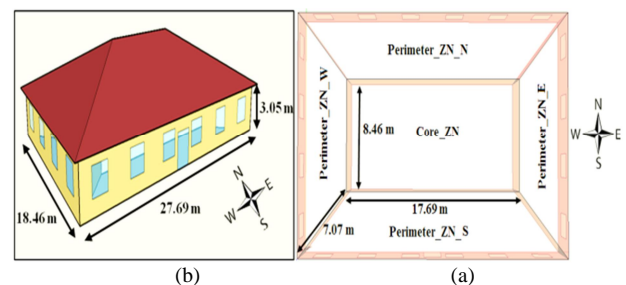 3.05 m
18.46 m
27.69 m
N
E
W
S
(b)
Perimeter_ZN_N
Perimeter_ZN_W
Perimeter_ZN_E
8.46 m
Core_ZN
17.69 m
7.07 m
Perimeter_ZN_S
N
W
E
S
(a)